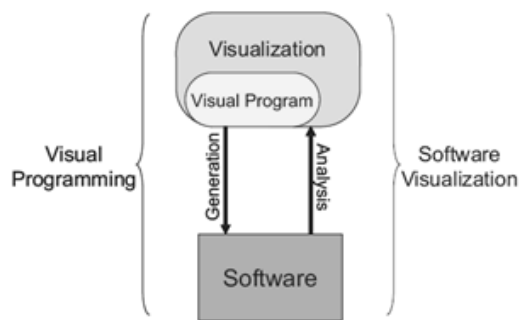 Visualization
Visual Program
Visual
Programming
Generation
Analysis
Software
Visualization
Software